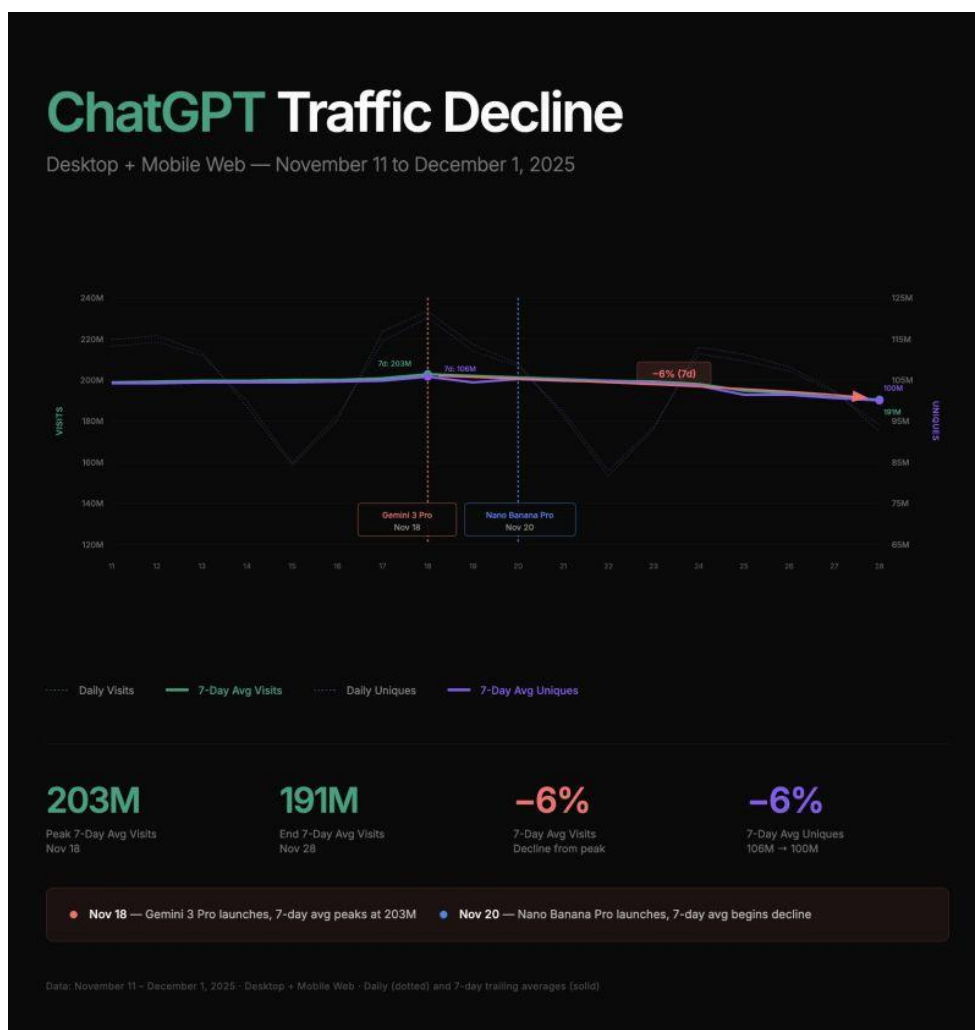 ChatGPT Traffic Decline
Desktop + Mobile Web — November 11 to December 1, 2025
240M
125M
220M
115M
7d: 203M
7d: 106M
−6% (7d)
200M
105M
100M
191M
VISITS
UNIQUES
180M
95M
160M
85M
140M
75M
Gemini 3 Pro
Nov 18
Nano Banana Pro
Nov 20
120M
65M
11 12 13 14 15 16 17 18 19 20 21 22 23 24 25 26 27 28
Daily Visits 7-Day Avg Visits Daily Uniques 7-Day Avg Uniques
203M
Peak 7-Day Avg Visits
Nov 18
191M
End 7-Day Avg Visits
Nov 28
−6%
7-Day Avg Visits
Decline from peak
−6%
7-Day Avg Uniques
106M → 100M
Nov 18 — Gemini 3 Pro launches, 7-day avg peaks at 203M
Nov 20 — Nano Banana Pro launches, 7-day avg begins decline
Data: November 11 – December 1, 2025 · Desktop + Mobile Web · Daily (dotted) and 7-day trailing averages (solid)